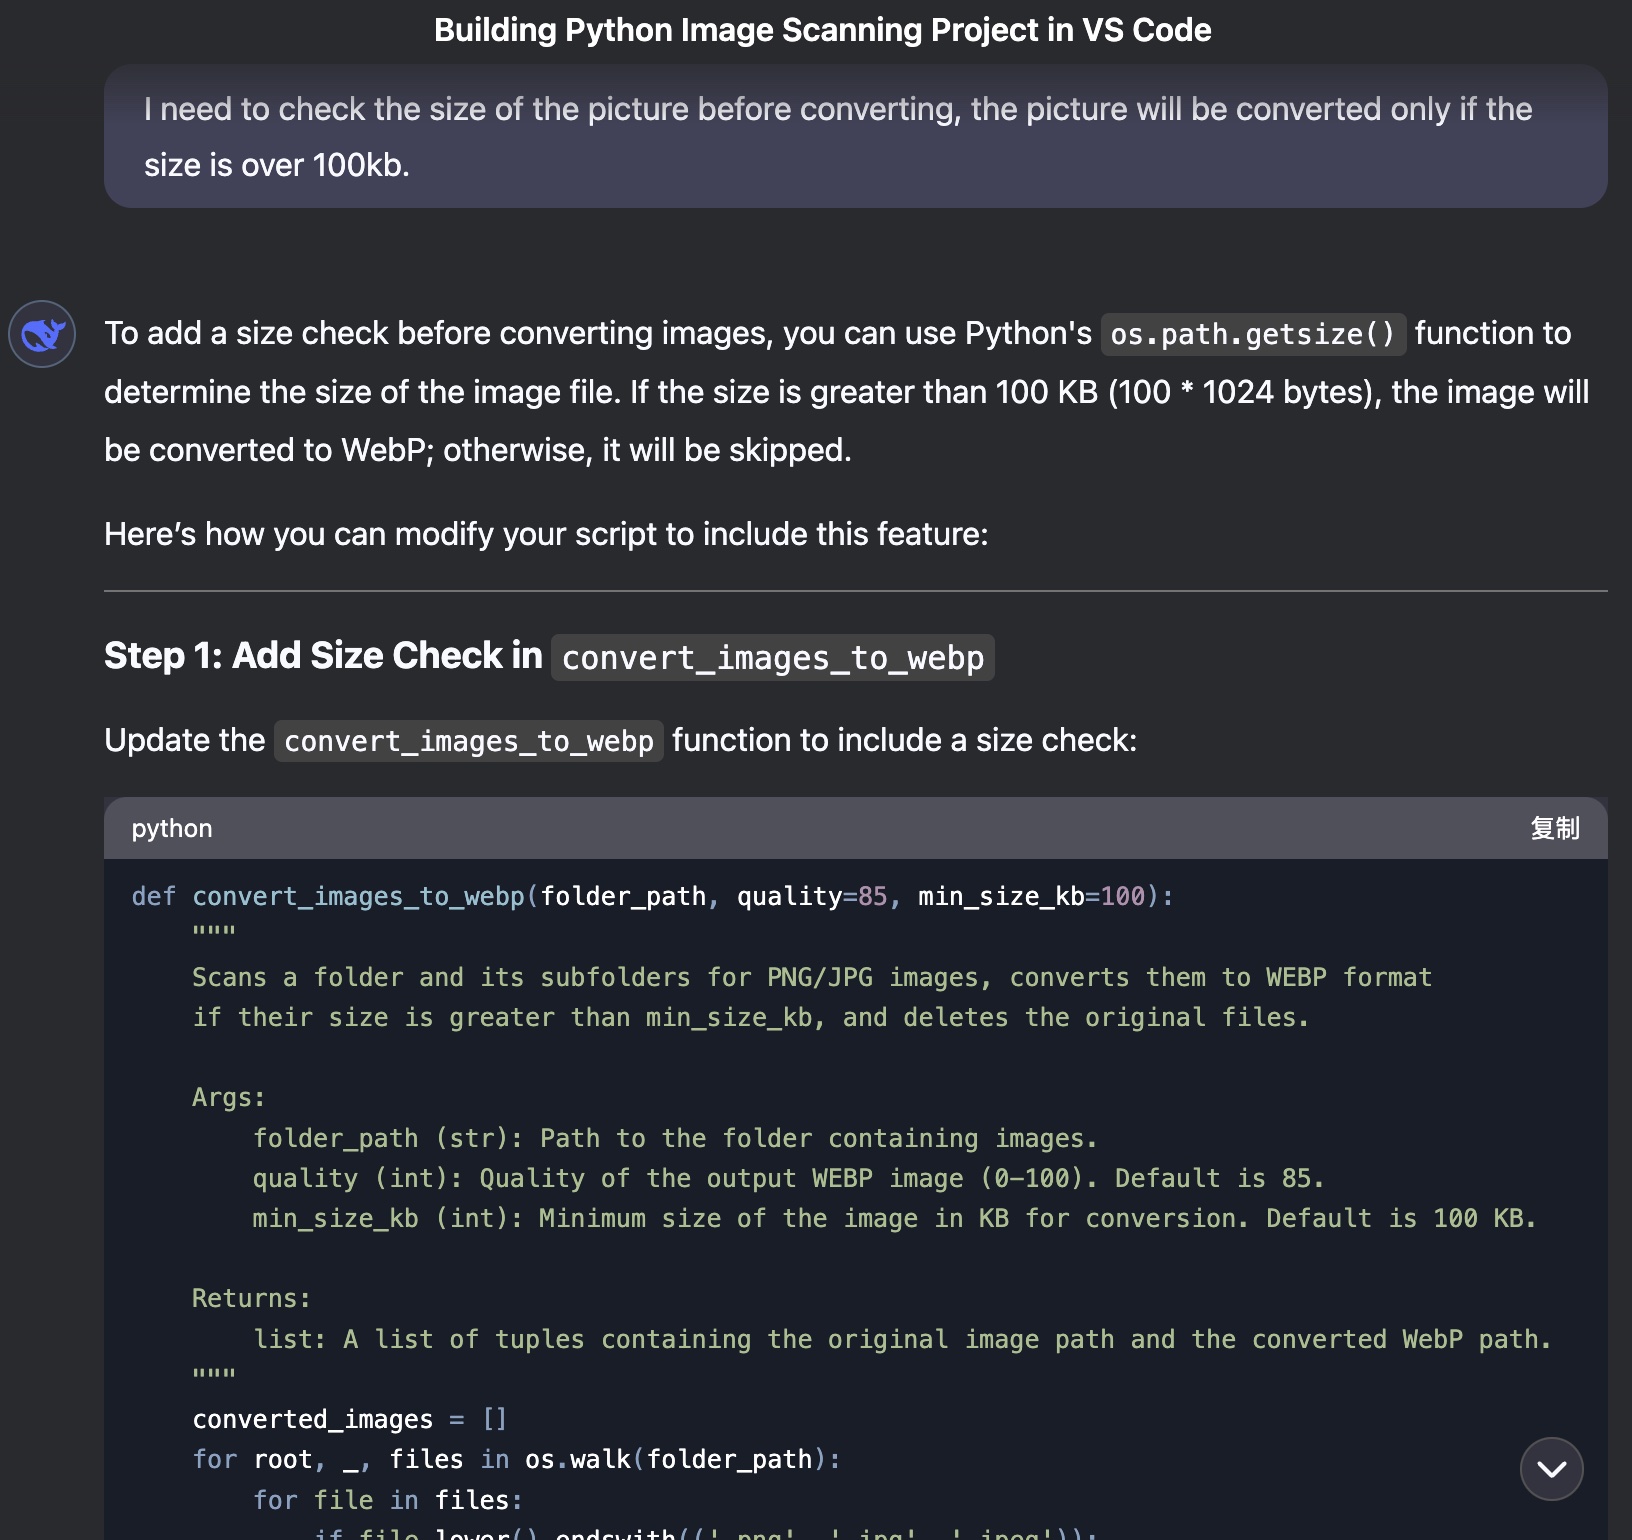 Building Python Image Scanning Project in VS Code
I need to check the size of the picture before converting, the picture will be converted only if the
size is over 100kb.
To add a size check before converting images, you can use Python's os.path.getsize() function to
determine the size of the image file. If the size is greater than 100 KB (100 * 1024 bytes), the image will
be converted to WebP; otherwise, it will be skipped.
Here’s how you can modify your script to include this feature:
Step 1: Add Size Check in convert_images_to_webp
Update the convert_images_to_webp function to include a size check:
python 复制
def convert_images_to_webp(folder_path, quality=85, min_size_kb=100):
    """
    Scans a folder and its subfolders for PNG/JPG images, converts them to WEBP format
    if their size is greater than min_size_kb, and deletes the original files.
    Args:
        folder_path (str): Path to the folder containing images.
        quality (int): Quality of the output WEBP image (0-100). Default is 85.
        min_size_kb (int): Minimum size of the image in KB for conversion. Default is 100 KB.
    Returns:
        list: A list of tuples containing the original image path and the converted WebP path.
    """
    converted_images = []
    for root, _, files in os.walk(folder_path):
        for file in files:
            if file.lower().endswith(('.png', '.jpg', '.jpeg')):